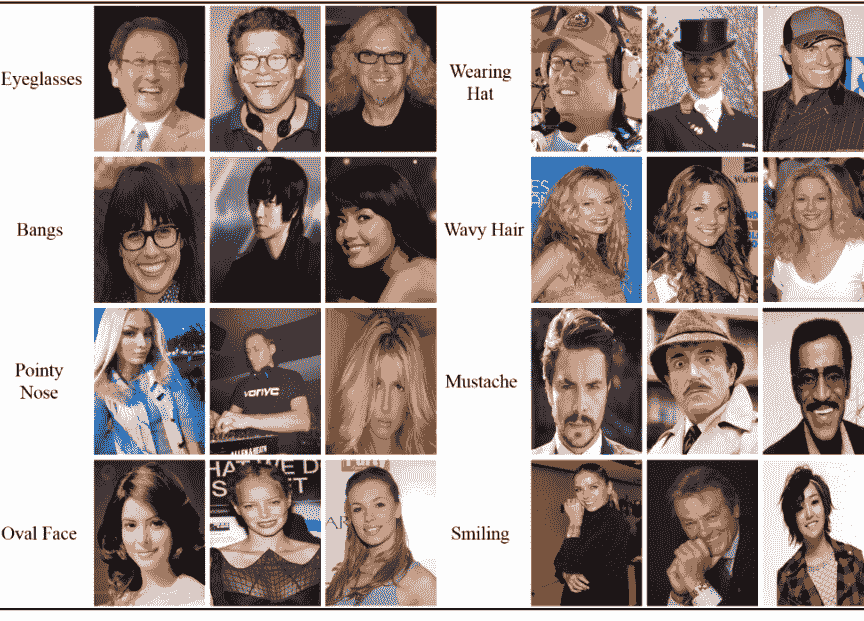 Eyeglasses
Wearing
Hat
Bangs
Wavy Hair
Pointy
Nose
Mustache
Oval Face
Smiling